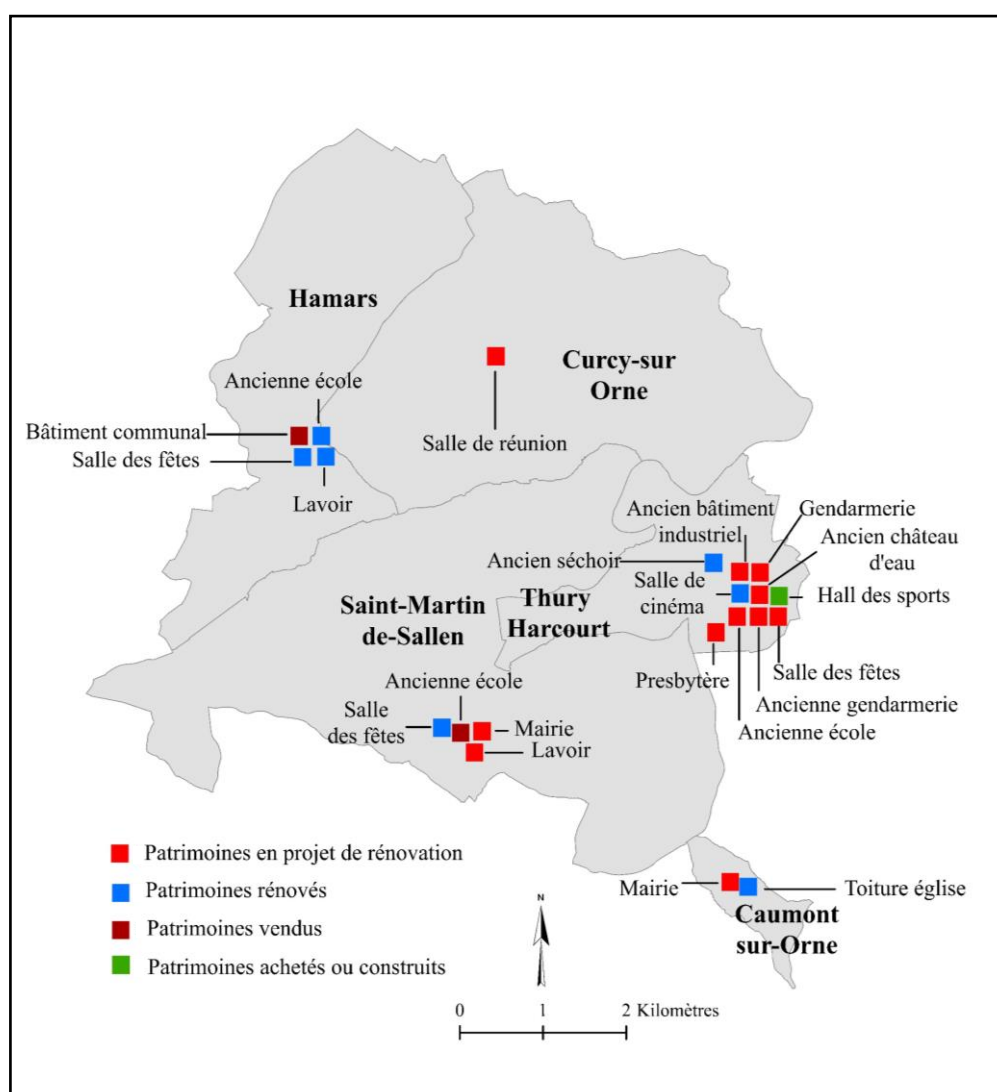 Hamars
Ancienne école
Bâtiment communal
Salle des fêtes
Lavoir
Curcy-sur
Orne
Salle de réunion
Ancien bâtiment
industriel
Gendarmerie
Ancien château
d'eau
Ancien séchoir
Salle de
cinéma
Hall des sports
Thury
Harcourt
Saint-Martin
de-Sallen
Presbytère
Salle des fêtes
Ancienne gendarmerie
Ancienne école
Ancienne école
Salle
des fêtes
Mairie
Lavoir
Patrimoines en projet de rénovation
Patrimoines rénovés
Patrimoines vendus
Patrimoines achetés ou construits
Mairie
Toiture église
Caumont
sur-Orne
N
0 1 2 Kilomètres